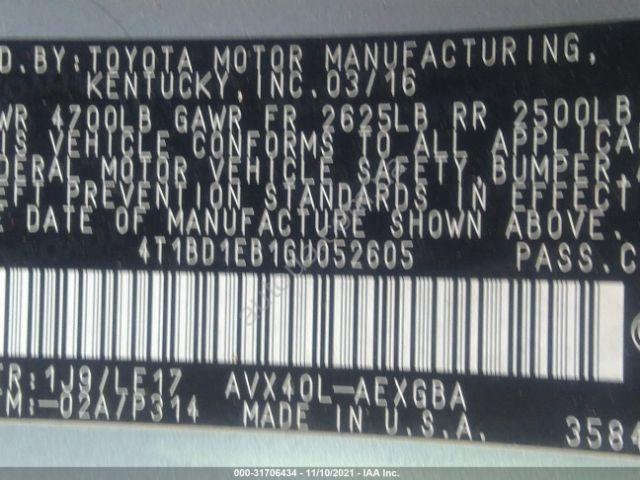 D. BY: TOYOTA MOTOR MANUFACTURING,
KENTUCKY INC. 03/16
WR 4700LB GAWR FR 2625LB RR 2500LB
IS VEHICLE CONFORMS TO ALL APPLICA
DERAL MOTOR VEHICLE SAFETY, BUMPER,
EFT PREVENTION STANDARDS IN EFFECT
E DATE OF MANUFACTURE SHOWN ABOVE.
4T1BD1EB1GU052605 PASS.C
ER: 1J9/LE17 AVX40L-AEXGBA
M:-02A7P314 MADE IN U.S.A. 3584
000-31706434 - 11/10/2021 - IAA Inc.